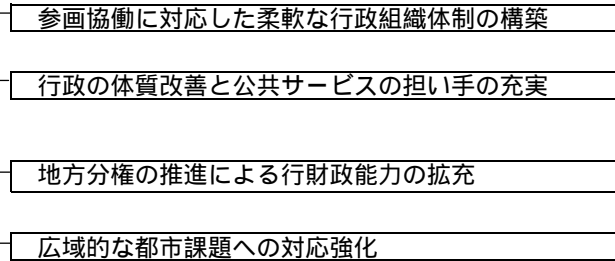 参画協働に対応した柔軟な行政組織体制の構築
行政の体質改善と公共サービスの担い手の充実
地方分権の推進による行財政能力の拡充
広域的な都市課題への対応強化